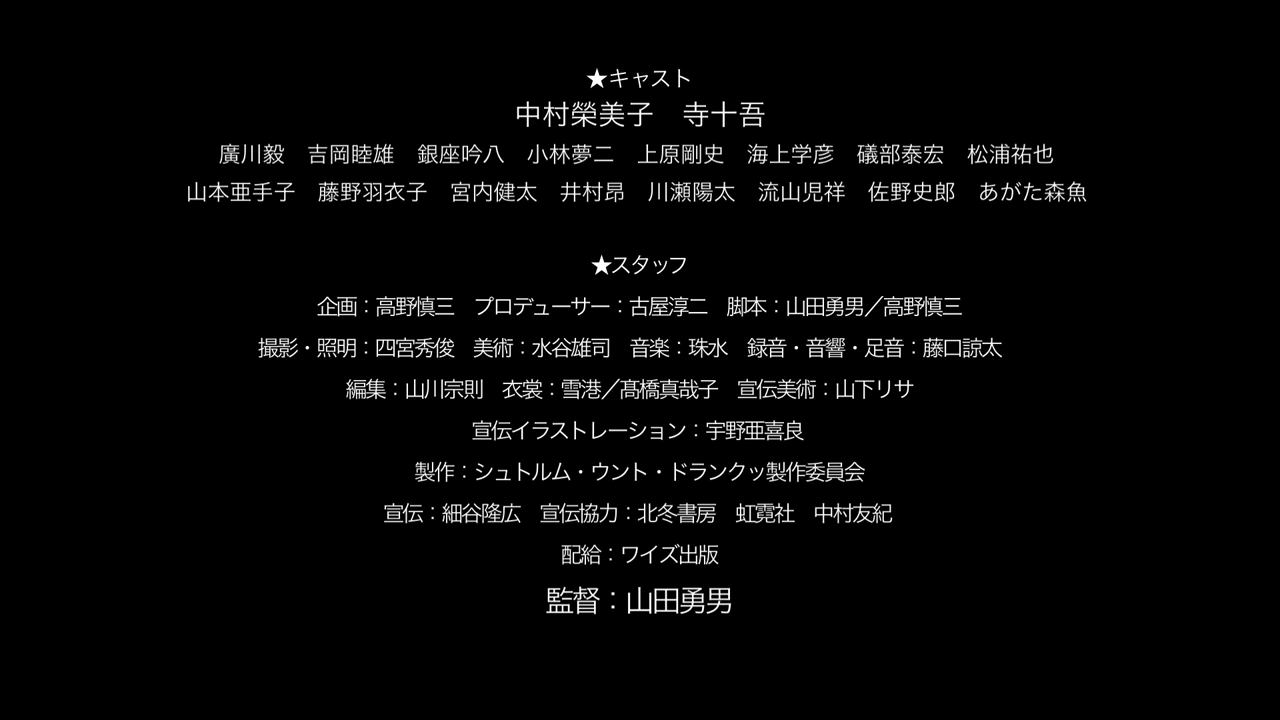 ★キャスト
中村榮美子　寺十吾
廣川毅　吉岡睦雄　銀座吟八　小林夢二　上原剛史　海上学彦　礒部泰宏　松浦祐也
山本亜手子　藤野羽衣子　宮内健太　井村昂　川瀬陽太　流山児祥　佐野史郎　あがた森魚
★スタッフ
企画：高野慎三　プロデューサー：古屋淳二　脚本：山田勇男／高野慎三
撮影・照明：四宮秀俊　美術：水谷雄司　音楽：珠水　録音・音響・足音：藤口諒太
編集：山川宗則　衣裳：雪港／髙橋真哉子　宣伝美術：山下リサ
宣伝イラストレーション：宇野亜喜良
製作：シュトルム・ウント・ドランクッ製作委員会
宣伝：細谷隆広　宣伝協力：北冬書房　虹霓社　中村友紀
配給：ワイズ出版
監督：山田勇男